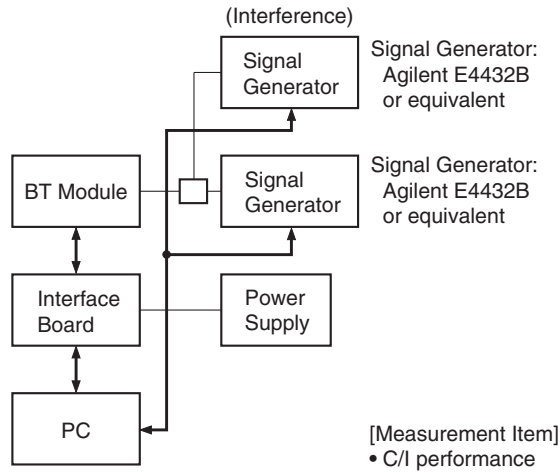 (Interference)
Signal
Generator
Signal Generator:
Agilent E4432B
or equivalent
BT Module
Signal
Generator
Signal Generator:
Agilent E4432B
or equivalent
Interface
Board
Power
Supply
PC
[Measurement Item]
• C/I performance